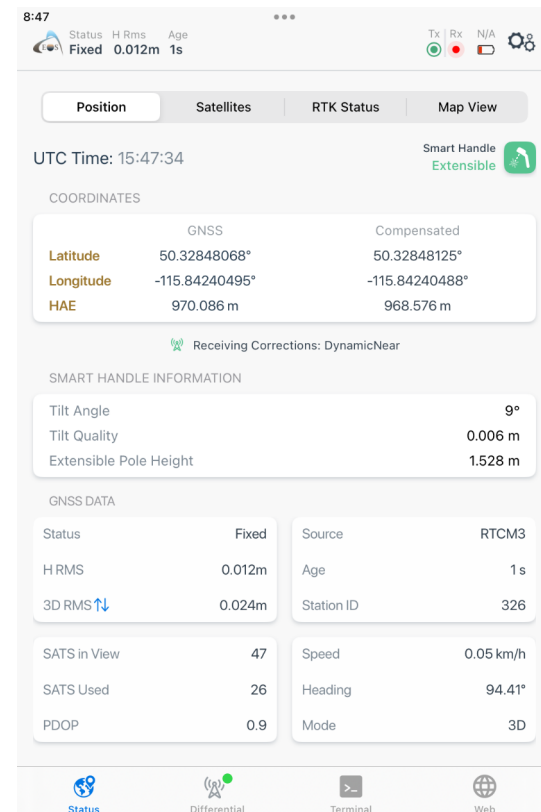 8:47
Status H Rms Age
Fixed 0.012m 1s
Tx Rx N/A
EOS
Position Satellites RTK Status Map View
UTC Time: 15:47:34
Smart Handle
Extensible
COORDINATES
GNSS Compensated
Latitude 50.32848068° 50.32848125°
Longitude -115.84240495° -115.84240488°
HAE 970.086 m 968.576 m
Receiving Corrections: DynamicNear
SMART HANDLE INFORMATION
Tilt Angle 9°
Tilt Quality 0.006 m
Extensible Pole Height 1.528 m
GNSS DATA
Status Fixed Source RTCM3
H RMS 0.012m Age 1 s
3D RMS 0.024m Station ID 326
SATS in View 47 Speed 0.05 km/h
SATS Used 26 Heading 94.41°
PDOP 0.9 Mode 3D
Status Differential Terminal Web